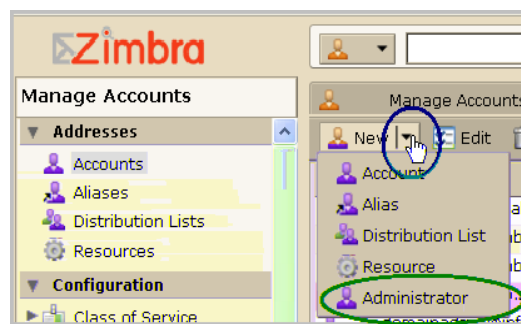 Zimbra
Manage Accounts
Addresses
Accounts
Aliases
Distribution Lists
Resources
Configuration
Class of Service
Manage Accounts
New
Edit
Account
Alias
Distribution List
Resource
Administrator